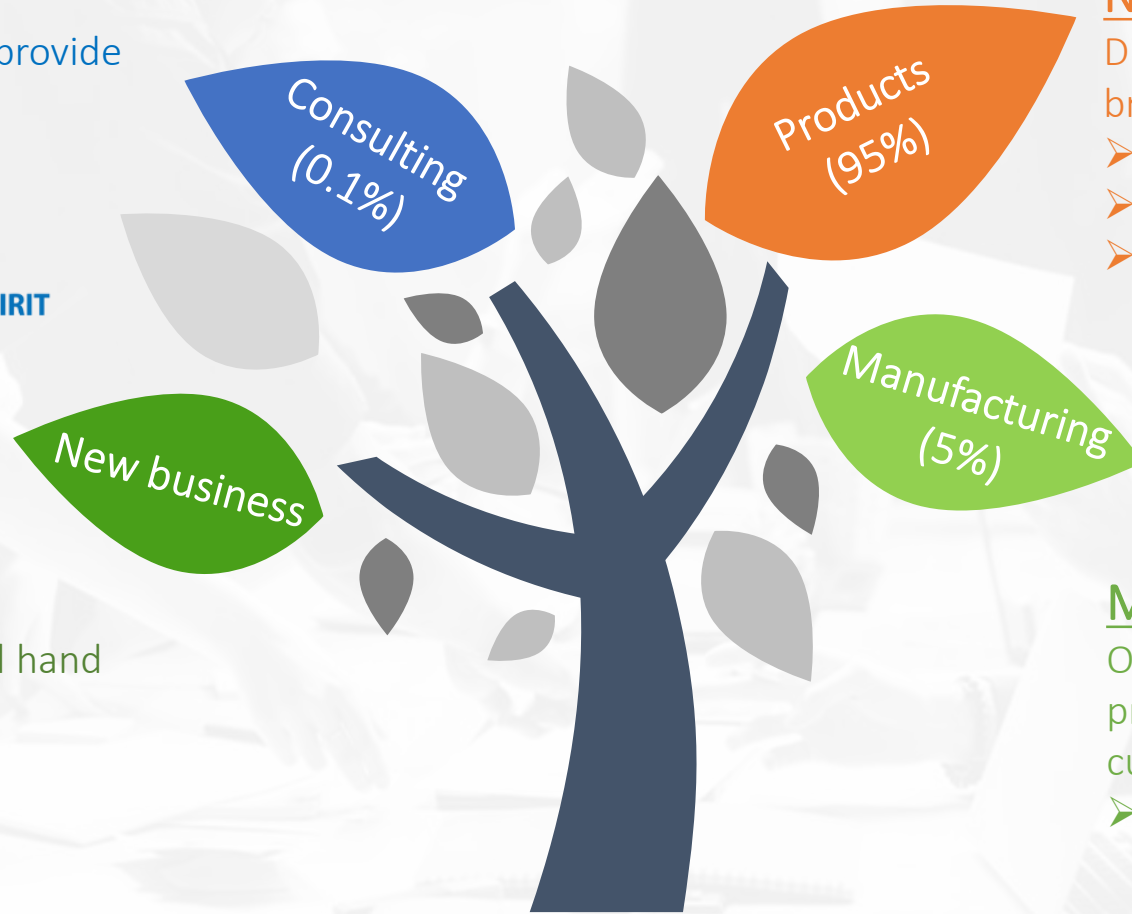 provide
Consulting
(0.1%)
Products
(95%)
IRIT
Manufacturing
(5%)
New business
hand